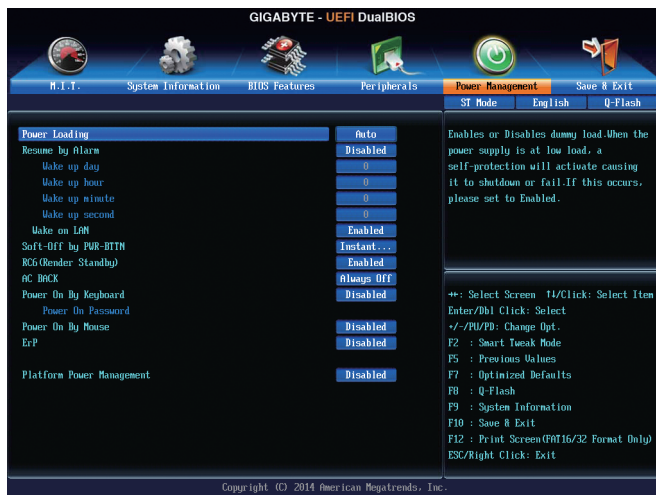 GIGABYTE - UEFI DualBIOS
M.I.T.
System Information
BIOS Features
Peripherals
Power Management
Save & Exit
ST Mode
English
Q-Flash
Power Loading Auto
Resume by Alarm Disabled
Wake up day 0
Wake up hour 0
Wake up minute 0
Wake up second 0
Wake on LAN Enabled
Soft-Off by PWR-BTTN Instant...
RC6(Render Standby) Enabled
AC BACK Always Off
Power On By Keyboard Disabled
Power On Password
Power On By Mouse Disabled
ErP Disabled
Platform Power Management Disabled
Enables or Disables dummy load.When the
power supply is at low load, a
self-protection will activate causing
it to shutdown or fail.If this occurs,
please set to Enabled.
→←: Select Screen ↑↓/Click: Select Item
Enter/Dbl Click: Select
+/-/PU/PD: Change Opt.
F2 : Smart Tweak Mode
F5 : Previous Values
F7 : Optimized Defaults
F8 : Q-Flash
F9 : System Information
F10 : Save & Exit
F12 : Print Screen(FAT16/32 Format Only)
ESC/Right Click: Exit
Copyright (C) 2014 American Megatrends, Inc.